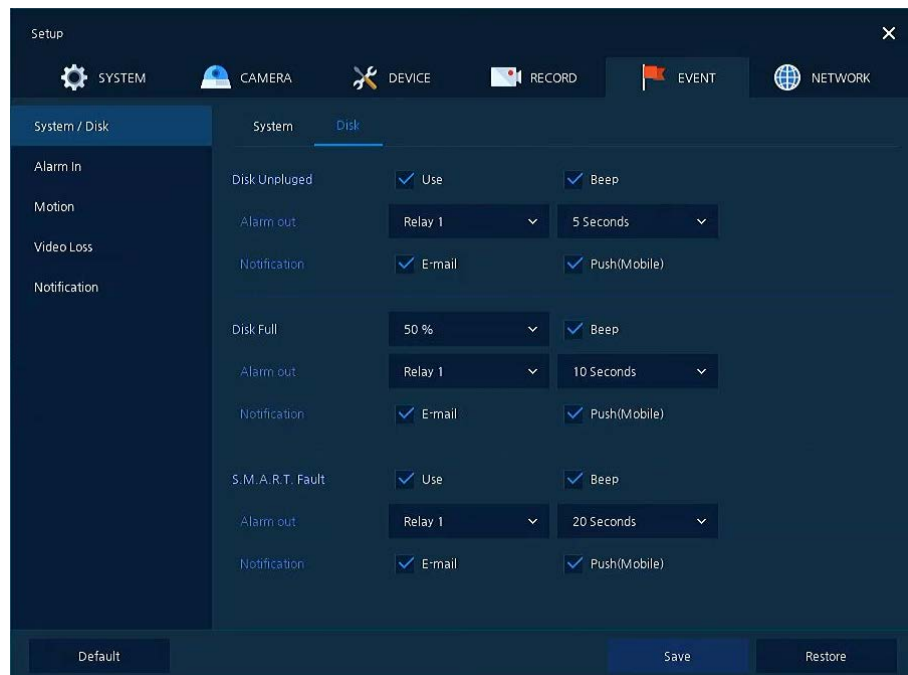 Setup
SYSTEM CAMERA DEVICE RECORD EVENT NETWORK
System / Disk System Disk
Alarm In
Disk Unpluged Use Beep
Motion
Alarm out Relay 1 5 Seconds
Video Loss
Notification E-mail Push(Mobile)
Notification
Disk Full 50 % Beep
Alarm out Relay 1 10 Seconds
Notification E-mail Push(Mobile)
S.M.A.R.T. Fault Use Beep
Alarm out Relay 1 20 Seconds
Notification E-mail Push(Mobile)
Default Save Restore